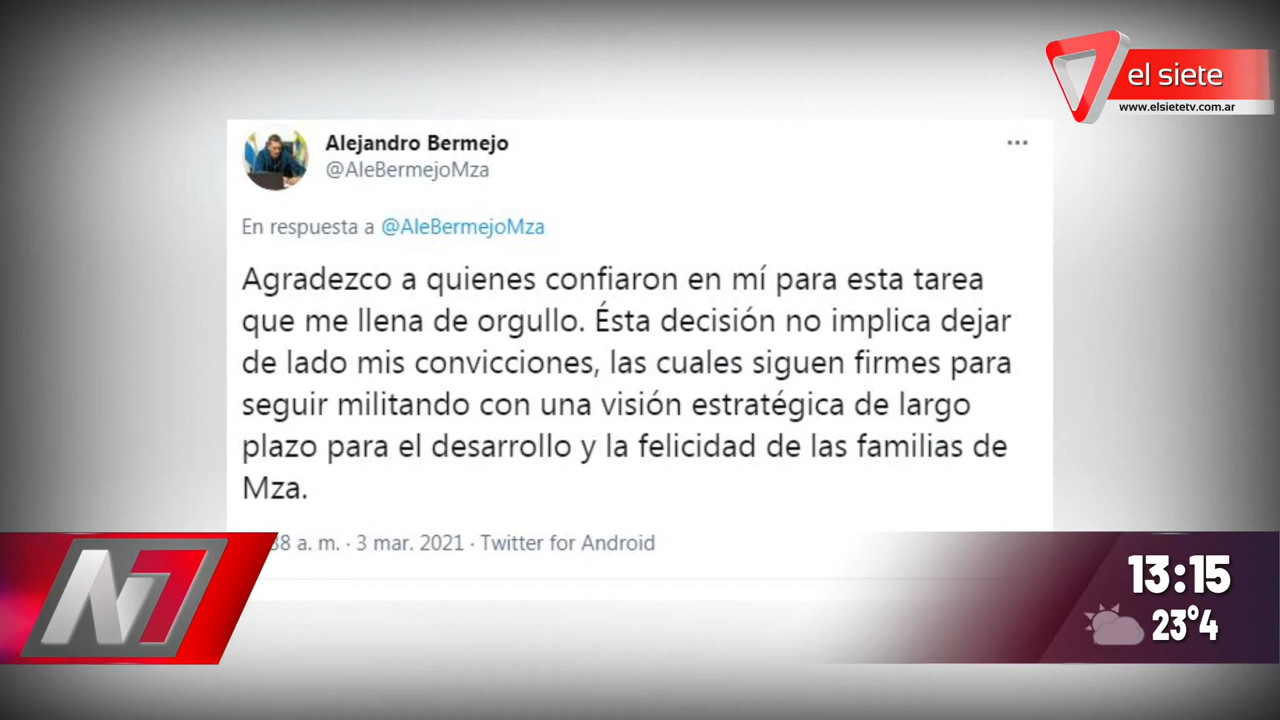 el siete
www.elsietetv.com.ar
Alejandro Bermejo
@AleBermejoMza
En respuesta a @AleBermejoMza
Agradezco a quienes confiaron en mí para esta tarea
que me llena de orgullo. Ésta decisión no implica dejar
de lado mis convicciones, las cuales siguen firmes para
seguir militando con una visión estratégica de largo
plazo para el desarrollo y la felicidad de las familias de
Mza.
38 a. m. · 3 mar. 2021 · Twitter for Android
N7
13:15
23°4